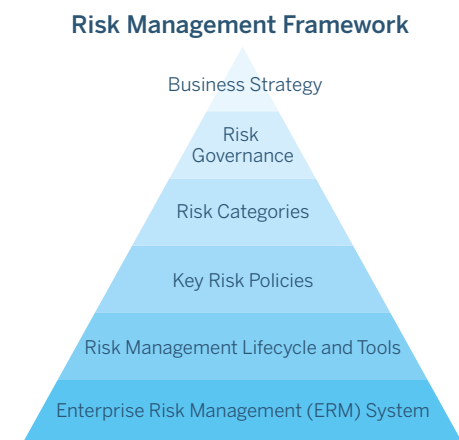 Risk Management Framework
Business Strategy
Risk
Governance
Risk Categories
Key Risk Policies
Risk Management Lifecycle and Tools
Enterprise Risk Management (ERM) System